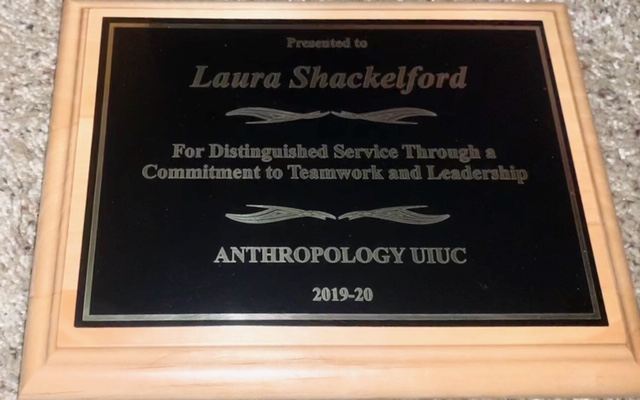 Presented to
Laura Shackelford
For Distinguished Service Through a
Commitment to Teamwork and Leadership
ANTHROPOLOGY UIUC
2019-20